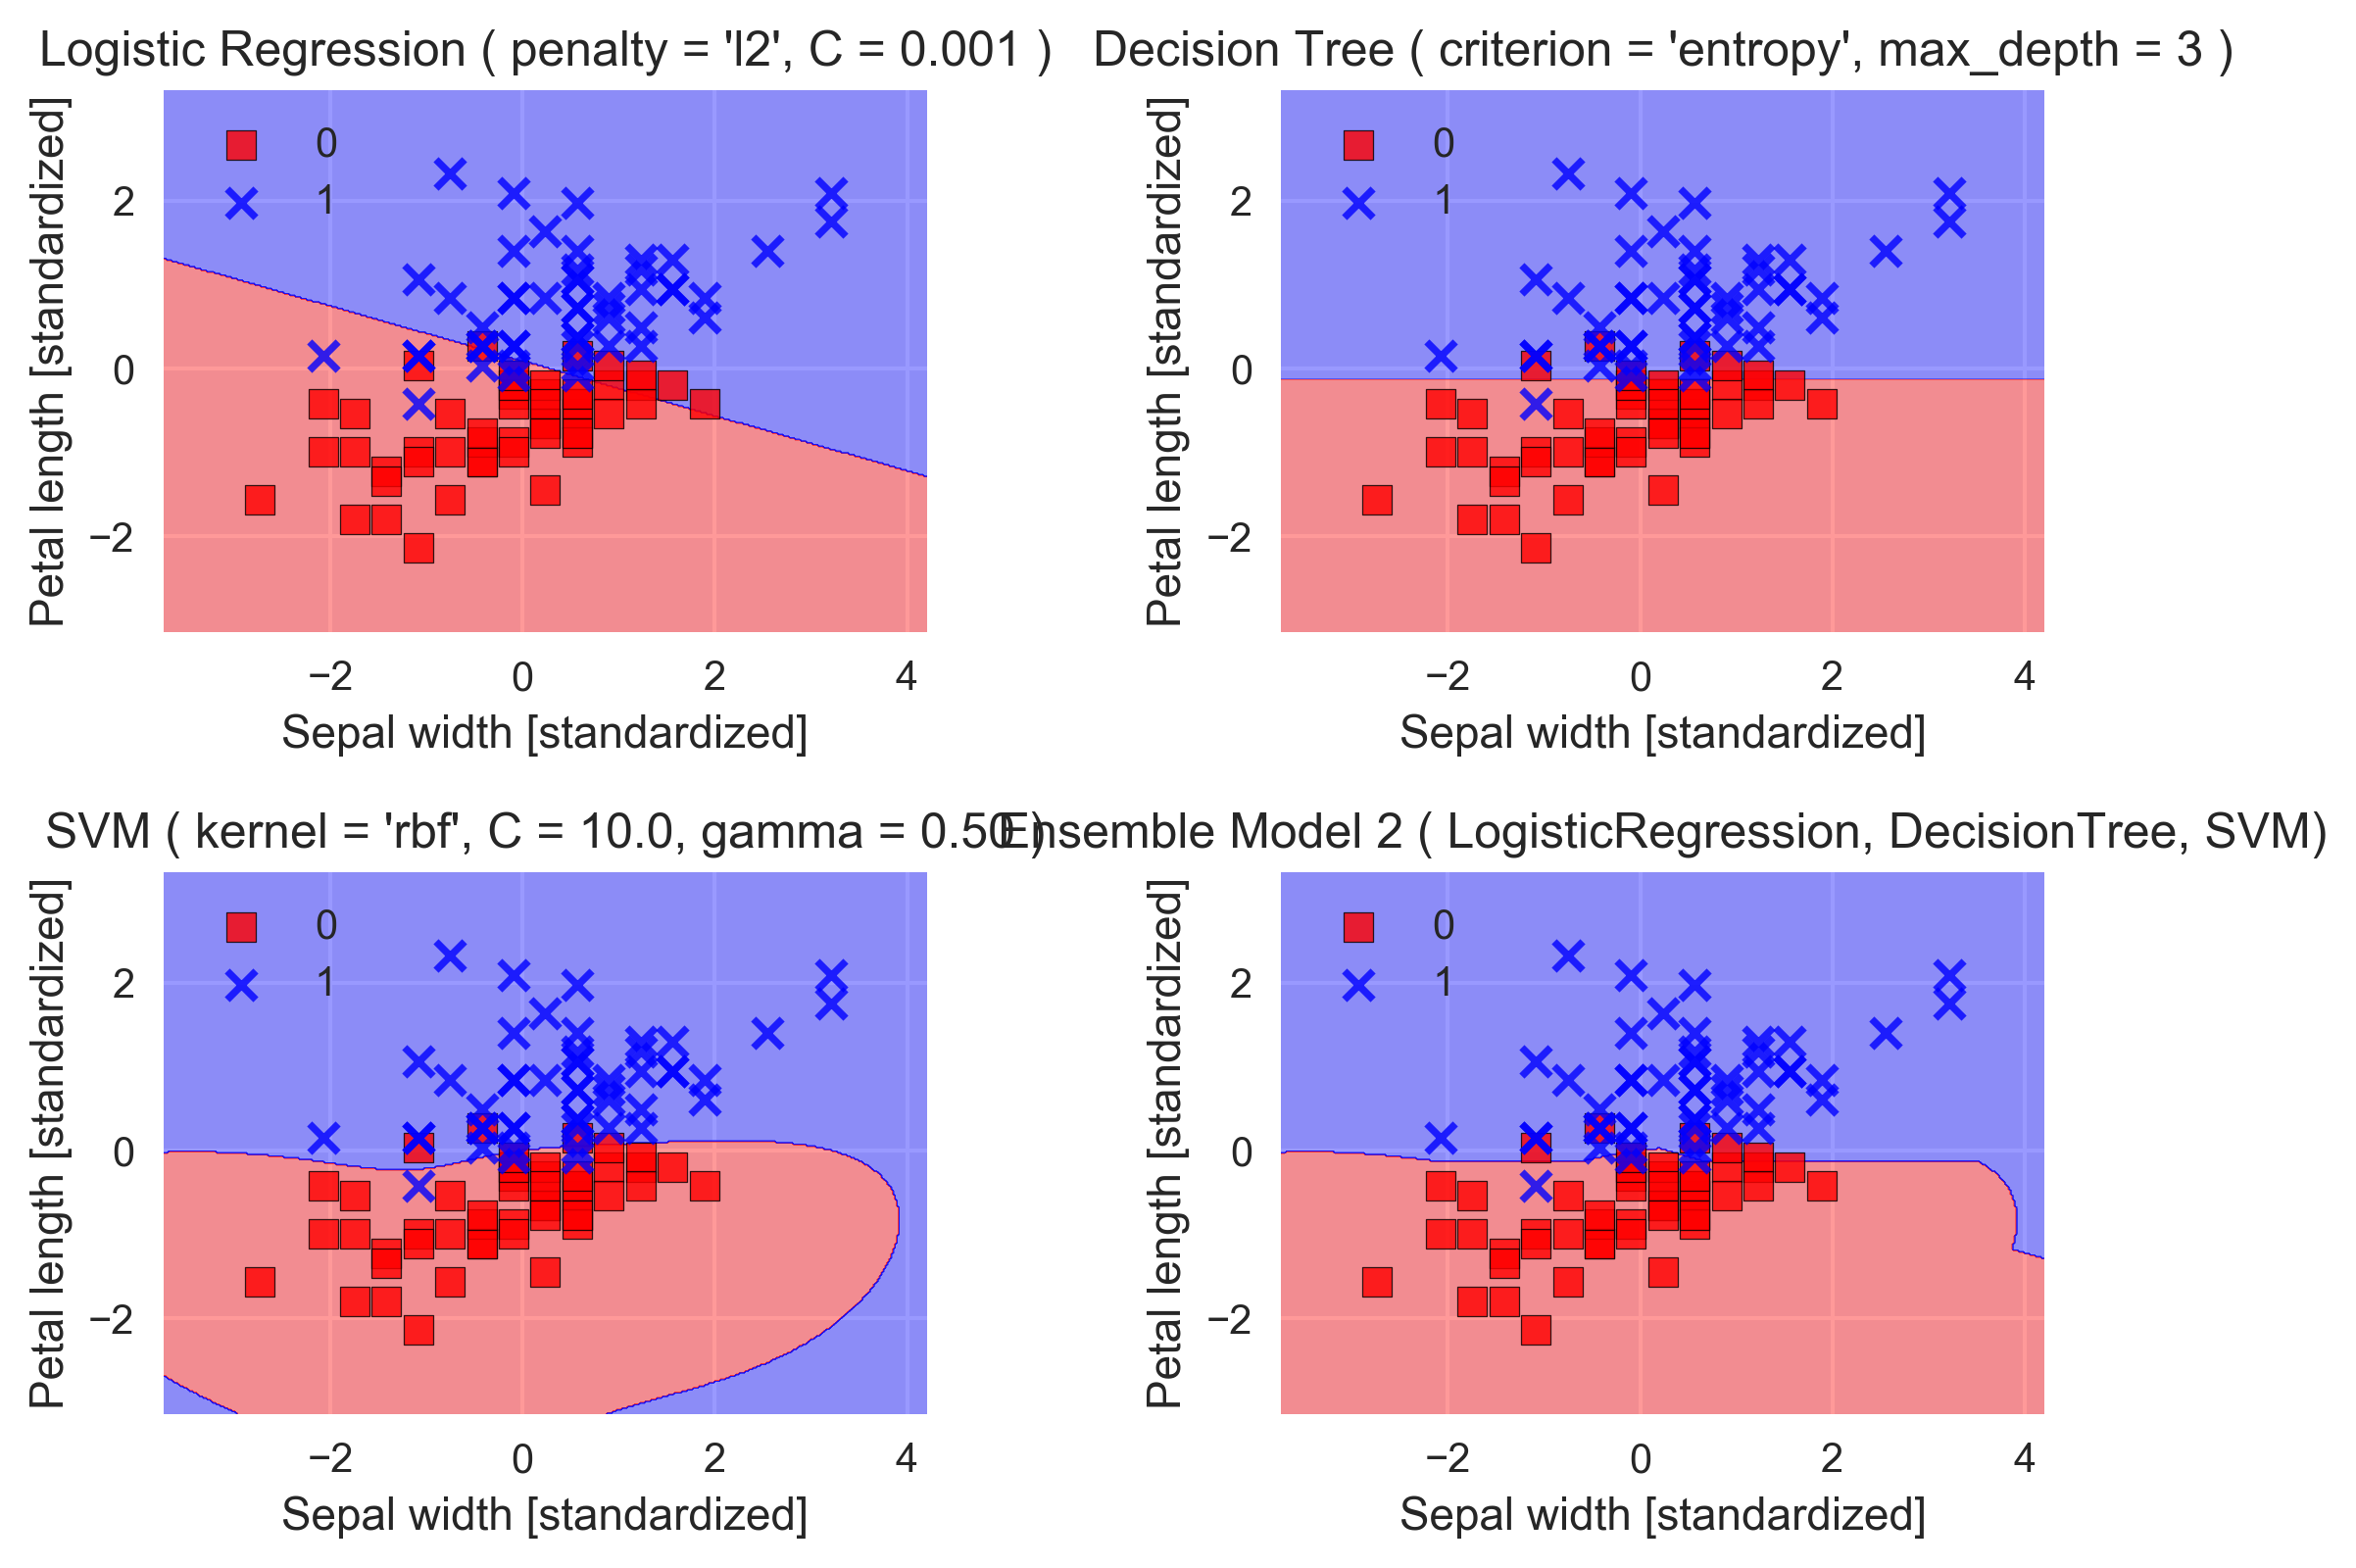 Logistic Regression ( penalty = 'l2', C = 0.001 )
Petal length [standardized]
0
1
2
0
−2
−2 0 2 4
Sepal width [standardized]
Decision Tree ( criterion = 'entropy', max_depth = 3 )
Petal length [standardized]
0
1
2
0
−2
−2 0 2 4
Sepal width [standardized]
SVM ( kernel = 'rbf', C = 10.0, gamma = 0.50 )
Petal length [standardized]
0
1
2
0
−2
−2 0 2 4
Sepal width [standardized]
Ensemble Model 2 ( LogisticRegression, DecisionTree, SVM)
Petal length [standardized]
0
1
2
0
−2
−2 0 2 4
Sepal width [standardized]